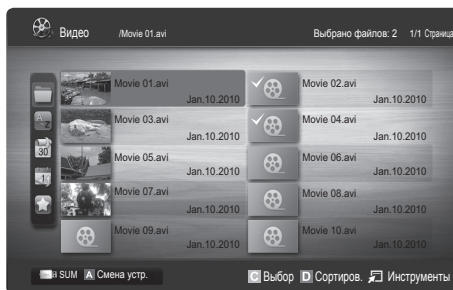 Видео /Movie 01.avi Выбрано файлов: 2 1/1 Страница
Movie 01.avi Movie 02.avi
Jan.10.2010 Jan.10.2010
Movie 03.avi Movie 04.avi
Jan.10.2010 Jan.10.2010
Movie 05.avi Movie 06.avi
Jan.10.2010 Jan.10.2010
Movie 07.avi Movie 08.avi
Jan.10.2010 Jan.10.2010
Movie 09.avi Movie 10.avi
Jan.10.2010 Jan.10.2010
SUM A Смена устр. C Выбор D Сортиров. Инструменты